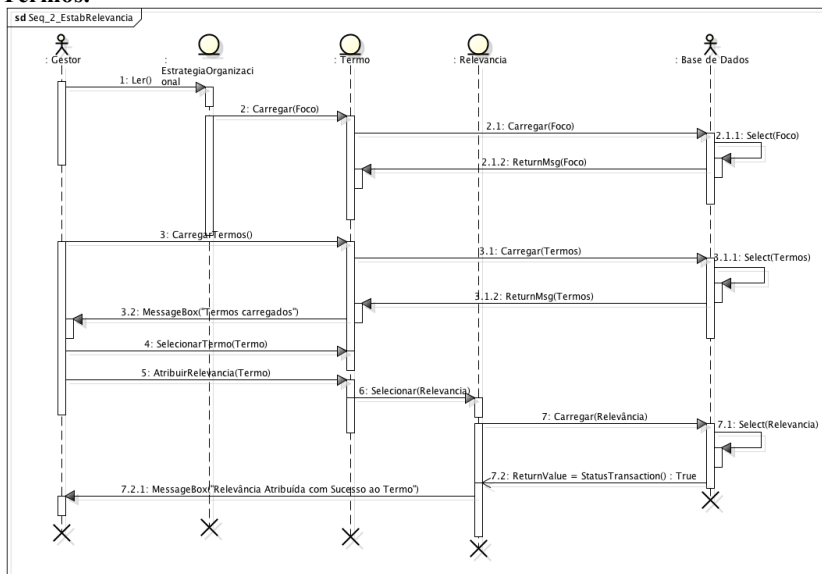 Termos:
sd Seq_2_EstabRelevancia
: Gestor
:
EstrategiaOrganizaci
onal
: Termo
: Relevancia
: Base de Dados
1: Ler()
2: Carregar(Foco)
2.1: Carregar(Foco)
2.1.1: Select(Foco)
2.1.2: ReturnMsg(Foco)
3: CarregarTermos()
3.1: Carregar(Termos)
3.1.1: Select(Termos)
3.1.2: ReturnMsg(Termos)
3.2: MessageBox("Termos carregados")
4: SelecionarTermo(Termo)
5: AtribuirRelevancia(Termo)
6: Selecionar(Relevancia)
7: Carregar(Relevância)
7.1: Select(Relevancia)
7.2: ReturnValue = StatusTransaction() : True
7.2.1: MessageBox("Relevância Atribuída com Sucesso ao Termo")